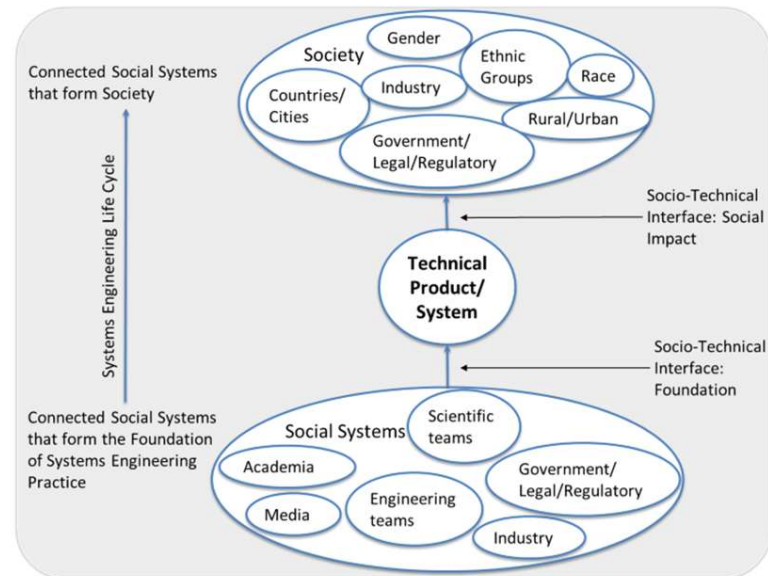 Society
Gender
Ethnic
Groups
Race
Industry
Countries/
Cities
Rural/Urban
Government/
Legal/Regulatory
Connected Social Systems
that form Society
Systems Engineering Life Cycle
Socio-Technical
Interface: Social
Impact
Technical
Product/
System
Socio-Technical
Interface:
Foundation
Connected Social Systems
that form the Foundation
of Systems Engineering
Practice
Social Systems
Scientific
teams
Academia
Government/
Legal/Regulatory
Media
Engineering
teams
Industry